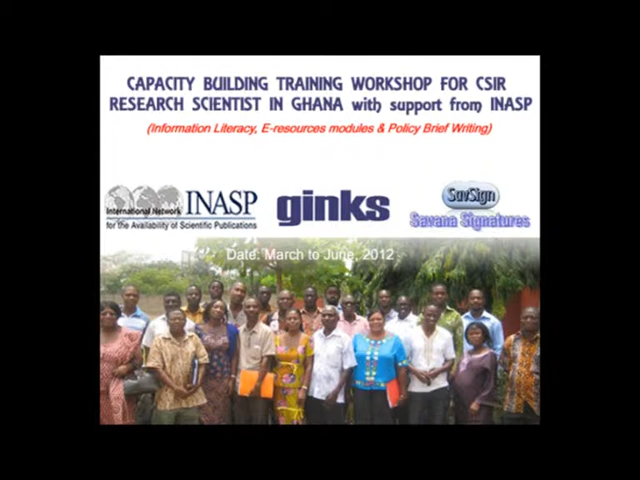 CAPACITY BUILDING TRAINING WORKSHOP FOR CSIR
RESEARCH SCIENTIST IN GHANA with support from INASP
(Information Literacy, E-resources modules & Policy Brief Writing)
International Network
INASP
for the Availability of Scientific Publications
ginks
SavSign
Savana Signatures
Date: March to June, 2012